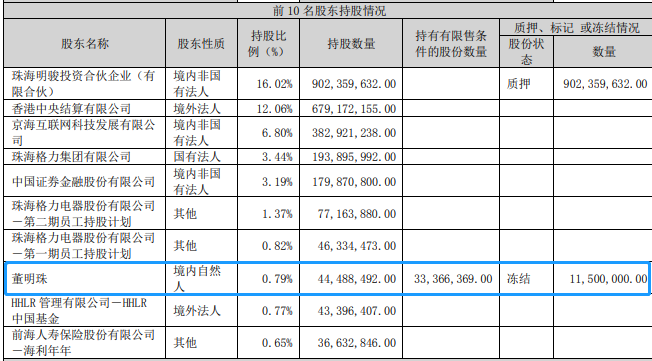 前 10 名股东持股情况
股东名称 股东性质 持股比例(%) 持股数量 持有有限售条件的股份数量 质押、标记 或冻结情况
股份状态 数量
珠海明骏投资合伙企业(有限合伙) 境内非国有法人 16.02% 902,359,632.00 质押 902,359,632.00
香港中央结算有限公司 境外法人 12.06% 679,172,155.00
京海互联网科技发展有限公司 境内非国有法人 6.80% 382,921,238.00
珠海格力集团有限公司 国有法人 3.44% 193,895,992.00
中国证券金融股份有限公司 境内非国有法人 3.19% 179,870,800.00
珠海格力电器股份有限公司-第二期员工持股计划 其他 1.37% 77,163,880.00
珠海格力电器股份有限公司-第一期员工持股计划 其他 0.82% 46,334,473.00
董明珠 境内自然人 0.79% 44,488,492.00 33,366,369.00 冻结 11,500,000.00
HHLR 管理有限公司-HHLR 中国基金 境外法人 0.77% 43,396,407.00
前海人寿保险股份有限公司-海利年年 其他 0.65% 36,632,846.00